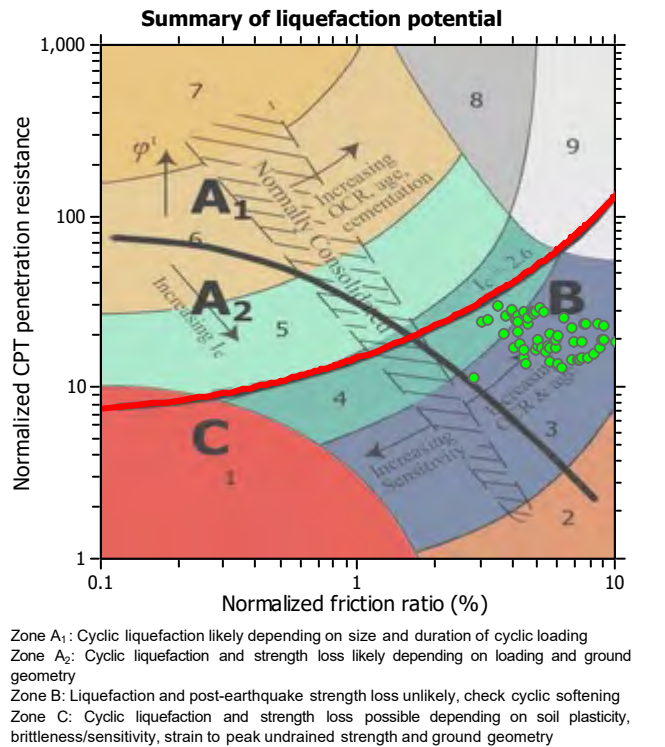 Summary of liquefaction potential
1,000
100
10
1
Normalized CPT penetration resistance
7
8
9
φ'
A1
Increasing
OCR, age,
cementation
Normally Consolidated
6
Ic = 2.6
A2
B
Increasing Ic
5
4
Increasing
OCR & age
3
C
1
Increasing
Sensitivity
2
0.1
1
10
Normalized friction ratio (%)
Zone A1: Cyclic liquefaction likely depending on size and duration of cyclic loading
Zone A2: Cyclic liquefaction and strength loss likely depending on loading and ground
geometry
Zone B: Liquefaction and post-earthquake strength loss unlikely, check cyclic softening
Zone C: Cyclic liquefaction and strength loss possible depending on soil plasticity,
brittleness/sensitivity, strain to peak undrained strength and ground geometry